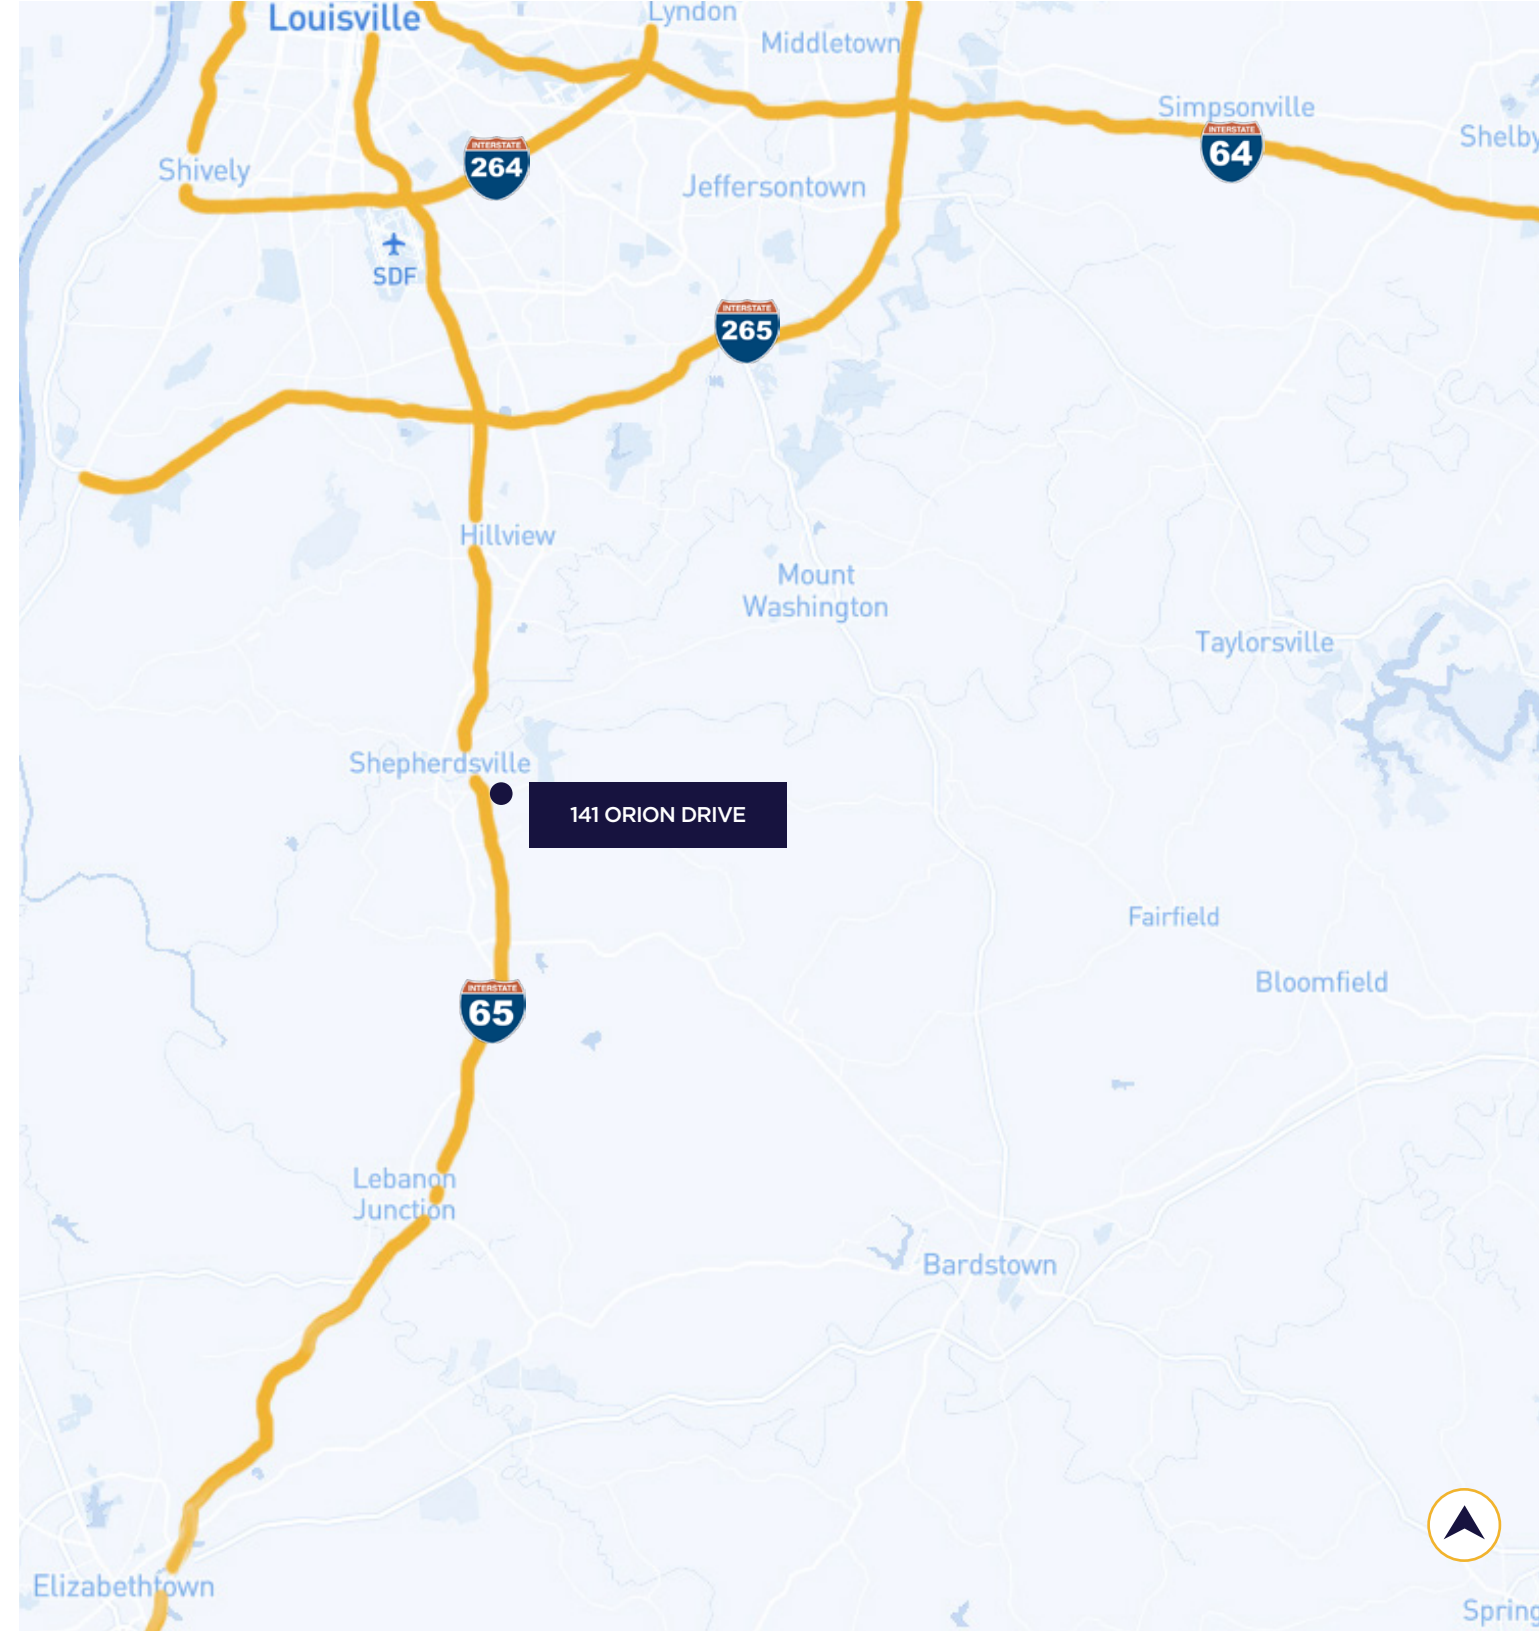 Louisville
Lyndon
Middletown
Simpsonville
Shelby
INTERSTATE
264
INTERSTATE
64
Shively
Jeffersontown
SDF
INTERSTATE
265
Hillview
Mount
Washington
Taylorsville
Shepherdsville
141 ORION DRIVE
Fairfield
Bloomfield
INTERSTATE
65
Lebanon
Junction
Bardstown
Elizabethtown
Spring